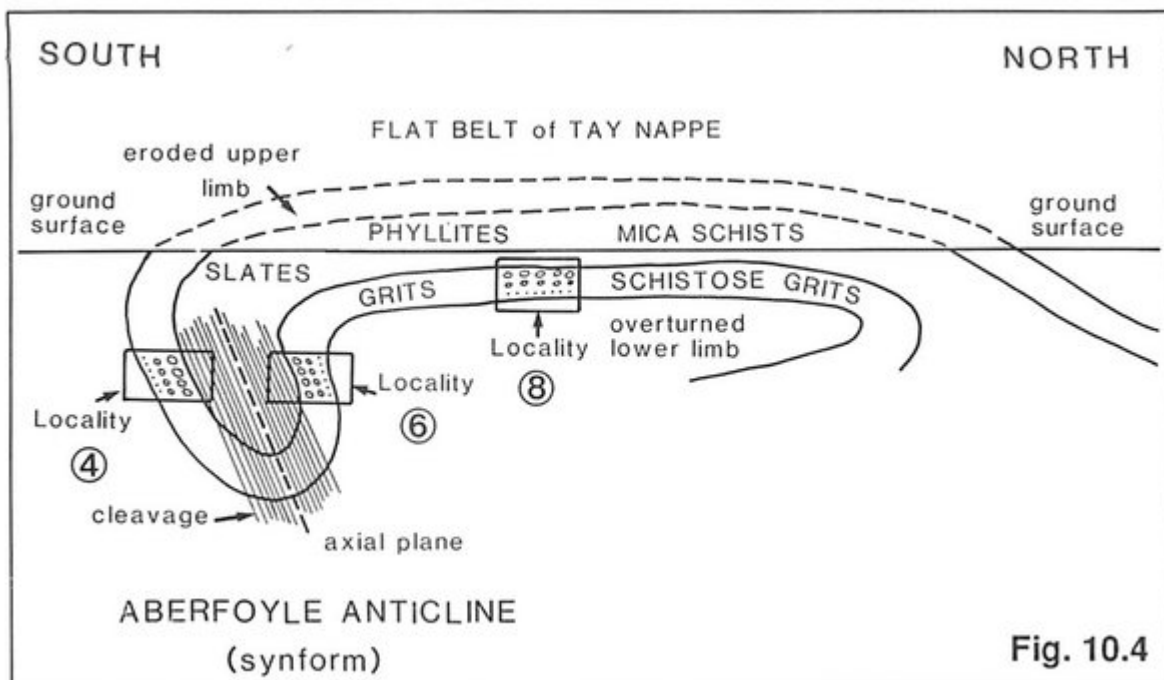 SOUTH
NORTH
FLAT BELT of TAY NAPPE
eroded upper
limb
ground
surface
ground
surface
PHYLLITES
MICA SCHISTS
SLATES
GRITS
SCHISTOSE GRITS
overturned
lower limb
Locality
⑧
Locality
⑥
Locality
④
cleavage
axial plane
ABERFOYLE ANTICLINE
(synform)
Fig. 10.4